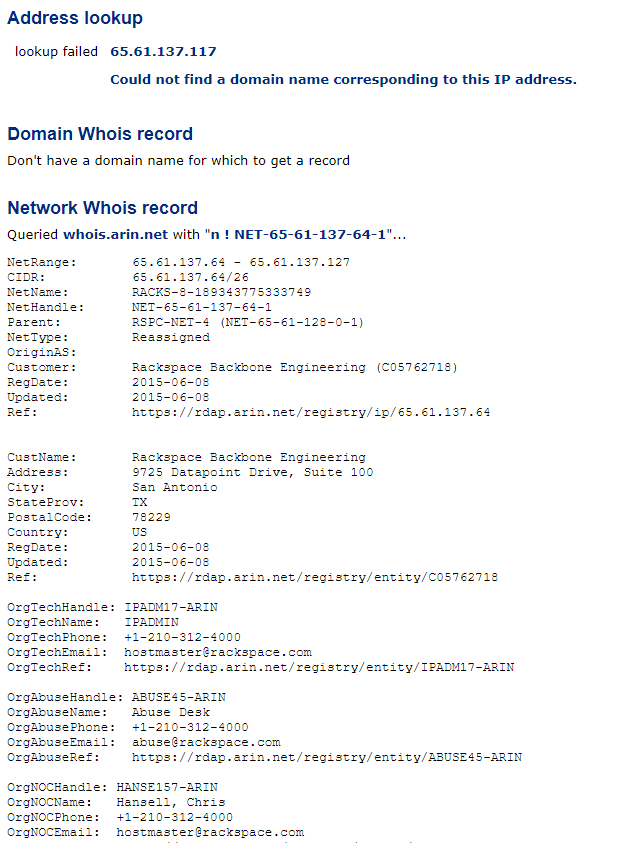 Address lookup
lookup failed 65.61.137.117
Could not find a domain name corresponding to this IP address.
Domain Whois record
Don't have a domain name for which to get a record
Network Whois record
Queried whois.arin.net with "n ! NET-65-61-137-64-1"...
NetRange: 65.61.137.64 - 65.61.137.127
CIDR: 65.61.137.64/26
NetName: RACKS-8-189343775333749
NetHandle: NET-65-61-137-64-1
Parent: RSPC-NET-4 (NET-65-61-128-0-1)
NetType: Reassigned
OriginAS:
Customer: Rackspace Backbone Engineering (C05762718)
RegDate: 2015-06-08
Updated: 2015-06-08
Ref: https://rdap.arin.net/registry/ip/65.61.137.64
CustName: Rackspace Backbone Engineering
Address: 9725 Datapoint Drive, Suite 100
City: San Antonio
StateProv: TX
PostalCode: 78229
Country: US
RegDate: 2015-06-08
Updated: 2015-06-08
Ref: https://rdap.arin.net/registry/entity/C05762718
OrgTechHandle: IPADM17-ARIN
OrgTechName: IPADMIN
OrgTechPhone: +1-210-312-4000
OrgTechEmail: hostmaster@rackspace.com
OrgTechRef: https://rdap.arin.net/registry/entity/IPADM17-ARIN
OrgAbuseHandle: ABUSE45-ARIN
OrgAbuseName: Abuse Desk
OrgAbusePhone: +1-210-312-4000
OrgAbuseEmail: abuse@rackspace.com
OrgAbuseRef: https://rdap.arin.net/registry/entity/ABUSE45-ARIN
OrgNOCHandle: HANSE157-ARIN
OrgNOCName: Hansell, Chris
OrgNOCPhone: +1-210-312-4000
OrgNOCEmail: hostmaster@rackspace.com